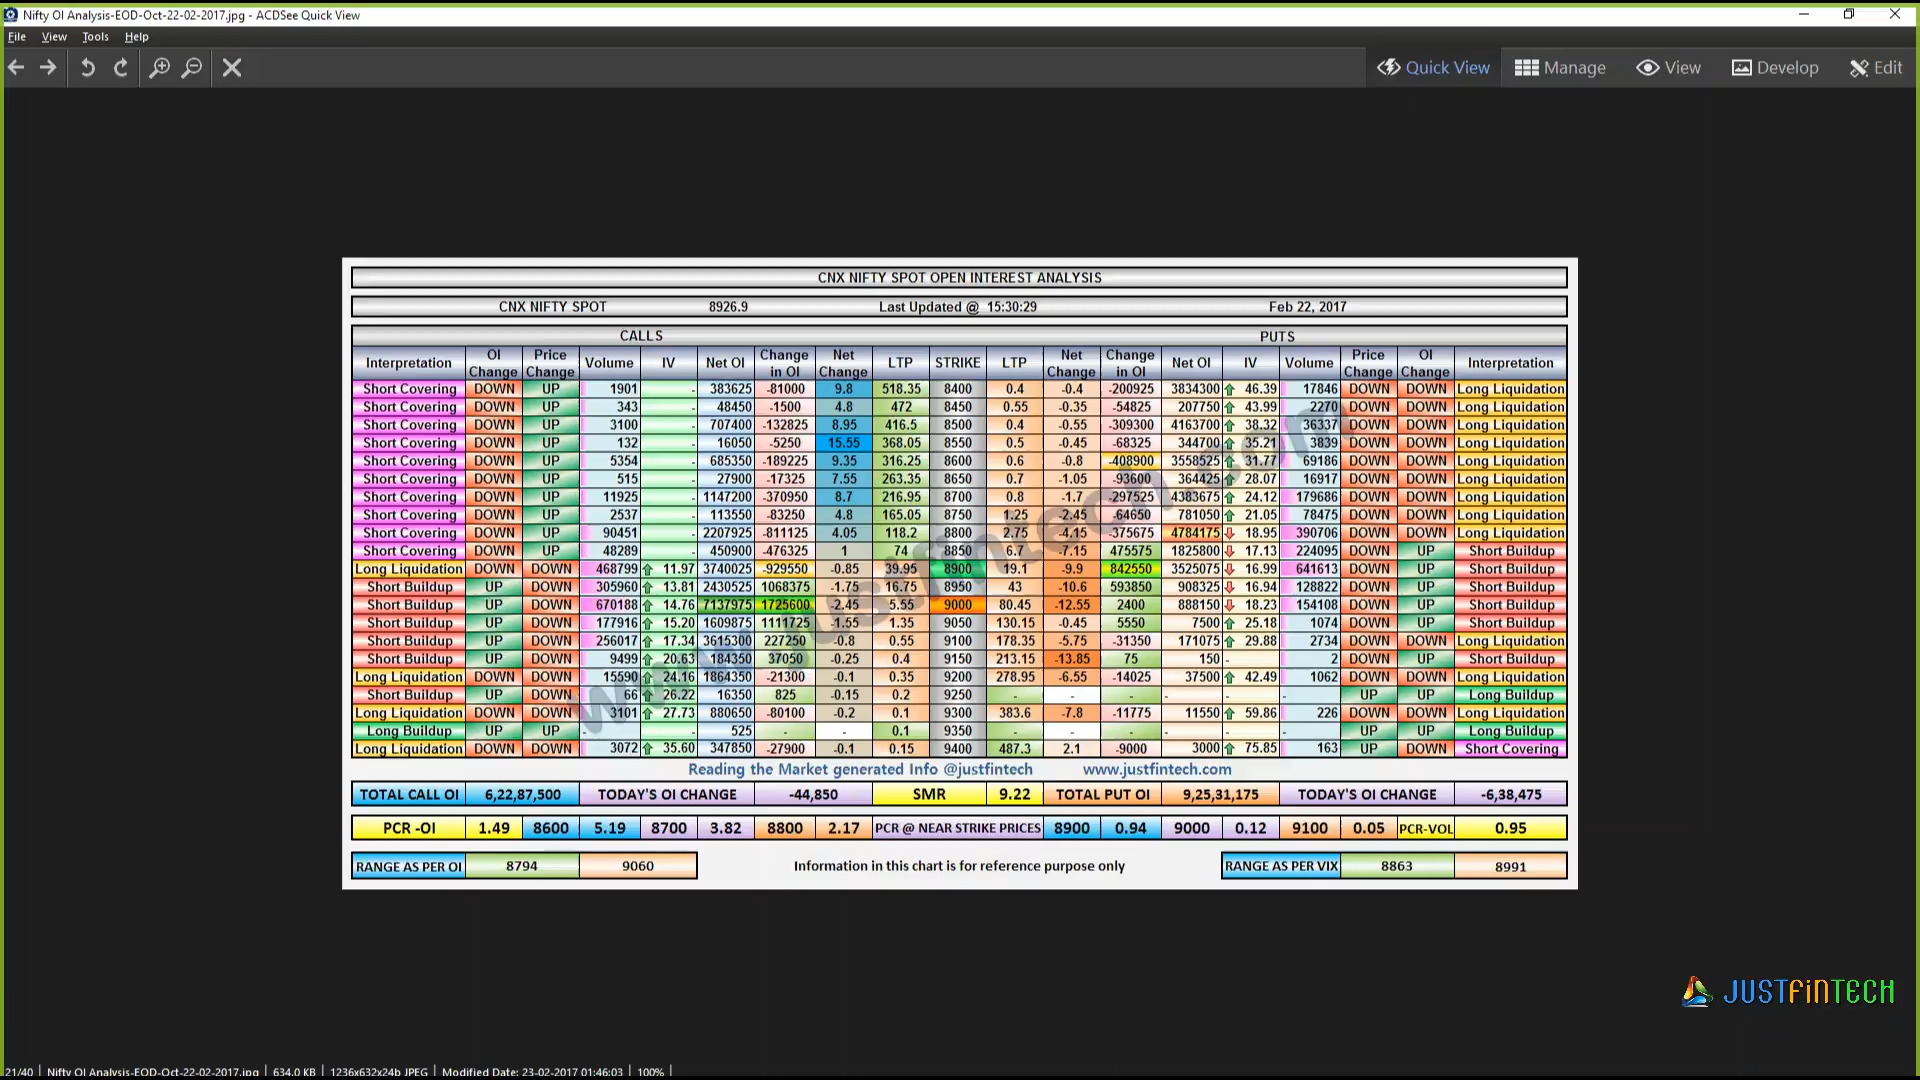 Nifty OI Analysis-EOD-Oct-22-02-2017.jpg - ACDSee Quick View
File View Tools Help
Quick View Manage View Develop Edit
CNX NIFTY SPOT OPEN INTEREST ANALYSIS
CNX NIFTY SPOT 8926.9 Last Updated @ 15:30:29 Feb 22, 2017
CALLS PUTS
Interpretation OI Change Price Change Volume IV Net OI Change in OI Net Change LTP STRIKE LTP Net Change Change in OI Net OI IV Volume Price Change OI Change Interpretation
Short Covering DOWN UP 1901 - 383625 -81000 9.8 518.35 8400 0.4 -0.4 -200925 3834300 46.39 17846 DOWN DOWN Long Liquidation
Short Covering DOWN UP 343 - 48450 -1500 4.8 472 8450 0.55 -0.35 -54825 207750 43.99 2270 DOWN DOWN Long Liquidation
Short Covering DOWN UP 3100 - 707400 -132825 8.95 416.5 8500 0.4 -0.55 -309300 4163700 38.32 36337 DOWN DOWN Long Liquidation
Short Covering DOWN UP 132 - 16050 -5250 15.55 368.05 8550 0.5 -0.45 -68325 344700 35.21 3839 DOWN DOWN Long Liquidation
Short Covering DOWN UP 5354 - 685350 -189225 9.35 316.25 8600 0.6 -0.8 -408900 3558525 31.77 69186 DOWN DOWN Long Liquidation
Short Covering DOWN UP 515 - 27900 -17325 7.55 263.35 8650 0.7 -1.05 -93600 364425 28.07 16917 DOWN DOWN Long Liquidation
Short Covering DOWN UP 11925 - 1147200 -370950 8.7 216.95 8700 0.8 -1.7 -297525 4383675 24.12 179686 DOWN DOWN Long Liquidation
Short Covering DOWN UP 2537 - 113550 -83250 4.8 165.05 8750 1.25 -2.45 -64650 781050 21.05 78475 DOWN DOWN Long Liquidation
Short Covering DOWN UP 90451 - 2207925 -811125 4.05 118.2 8800 2.75 -4.15 -375675 4784175 18.95 390706 DOWN DOWN Long Liquidation
Short Covering DOWN UP 48289 - 450900 -476325 1 74 8850 6.7 -7.15 475575 1825800 17.13 224095 DOWN UP Short Buildup
Long Liquidation DOWN DOWN 468799 11.97 3740025 -929550 -0.85 39.95 8900 19.1 -9.9 842550 3525075 16.99 641613 DOWN UP Short Buildup
Short Buildup UP DOWN 305960 13.81 2430525 1068375 -1.75 16.75 8950 43 -10.6 593850 908325 16.94 128822 DOWN UP Short Buildup
Short Buildup UP DOWN 670188 14.76 7137975 1725600 -2.45 5.55 9000 80.45 -12.55 2400 888150 18.23 154108 DOWN UP Short Buildup
Short Buildup UP DOWN 177916 15.20 1609875 1111725 -1.55 1.35 9050 130.15 -0.45 5550 7500 25.18 1074 DOWN UP Short Buildup
Short Buildup UP DOWN 256017 17.34 3615300 227250 -0.8 0.55 9100 178.35 -5.75 -31350 171075 29.88 2734 DOWN DOWN Long Liquidation
Short Buildup UP DOWN 9499 20.63 184350 37050 -0.25 0.4 9150 213.15 -13.85 75 150 - 2 DOWN UP Short Buildup
Long Liquidation DOWN DOWN 15590 24.16 1864350 -21300 -0.1 0.35 9200 278.95 -6.55 -14025 37500 42.49 1062 DOWN DOWN Long Liquidation
Short Buildup UP DOWN 66 26.22 16350 825 -0.15 0.2 9250 - - - - - - UP UP Long Buildup
Long Liquidation DOWN DOWN 3101 27.73 880650 -80100 -0.2 0.1 9300 383.6 -7.8 -11775 11550 59.86 226 DOWN DOWN Long Liquidation
Long Buildup UP UP - - 525 - - 0.1 9350 - - - - - - UP UP Long Buildup
Long Liquidation DOWN DOWN 3072 35.60 347850 -27900 -0.1 0.15 9400 487.3 2.1 -9000 3000 75.85 163 UP DOWN Short Covering
www.justfintech.com
Reading the Market generated Info @justfintech www.justfintech.com
TOTAL CALL OI 6,22,87,500 TODAY'S OI CHANGE -44,850 SMR 9.22 TOTAL PUT OI 9,25,31,175 TODAY'S OI CHANGE -6,38,475
PCR -OI 1.49 8600 5.19 8700 3.82 8800 2.17 PCR @ NEAR STRIKE PRICES 8900 0.94 9000 0.12 9100 0.05 PCR-VOL 0.95
RANGE AS PER OI 8794 9060 Information in this chart is for reference purpose only RANGE AS PER VIX 8863 8991
JUSTFINTECH
21/40 Nifty OI Analysis-EOD-Oct-22-02-2017.jpg 634.0 KB 1236x632x24b JPEG Modified Date: 23-02-2017 01:46:03 100%